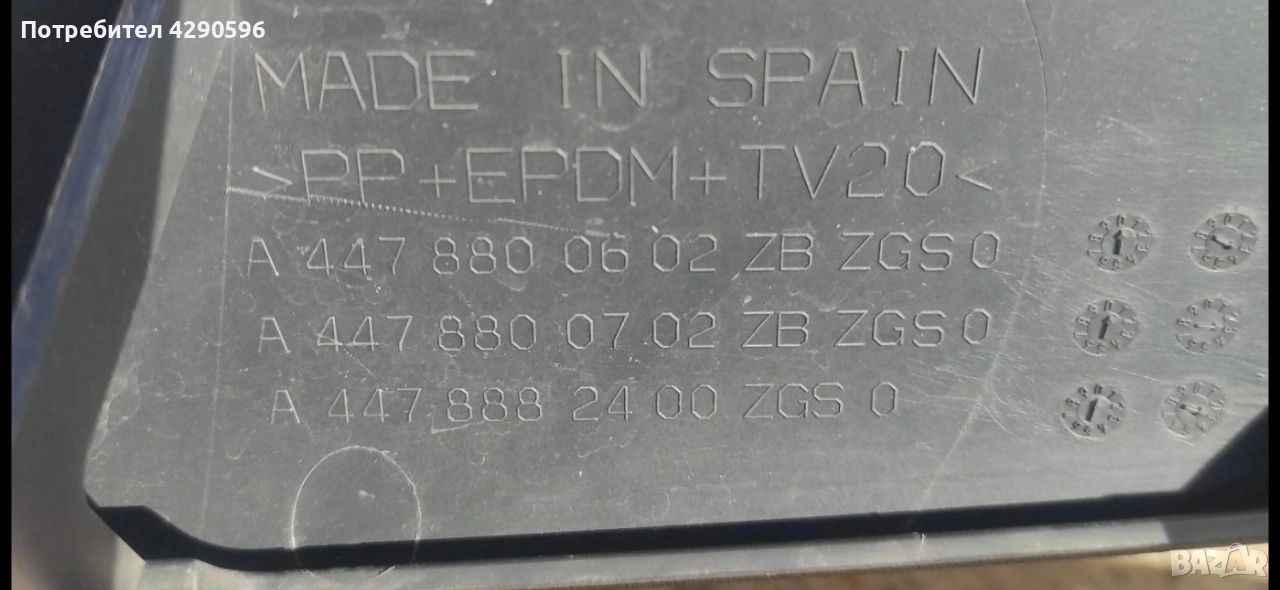 Потребител 4290596
MADE IN SPAIN
>PP+EPDM+TV20<
A 447 880 06 02 ZB ZGS 0
A 447 880 07 02 ZB ZGS 0
A 447 888 24 00 ZGS 0
BAZAR